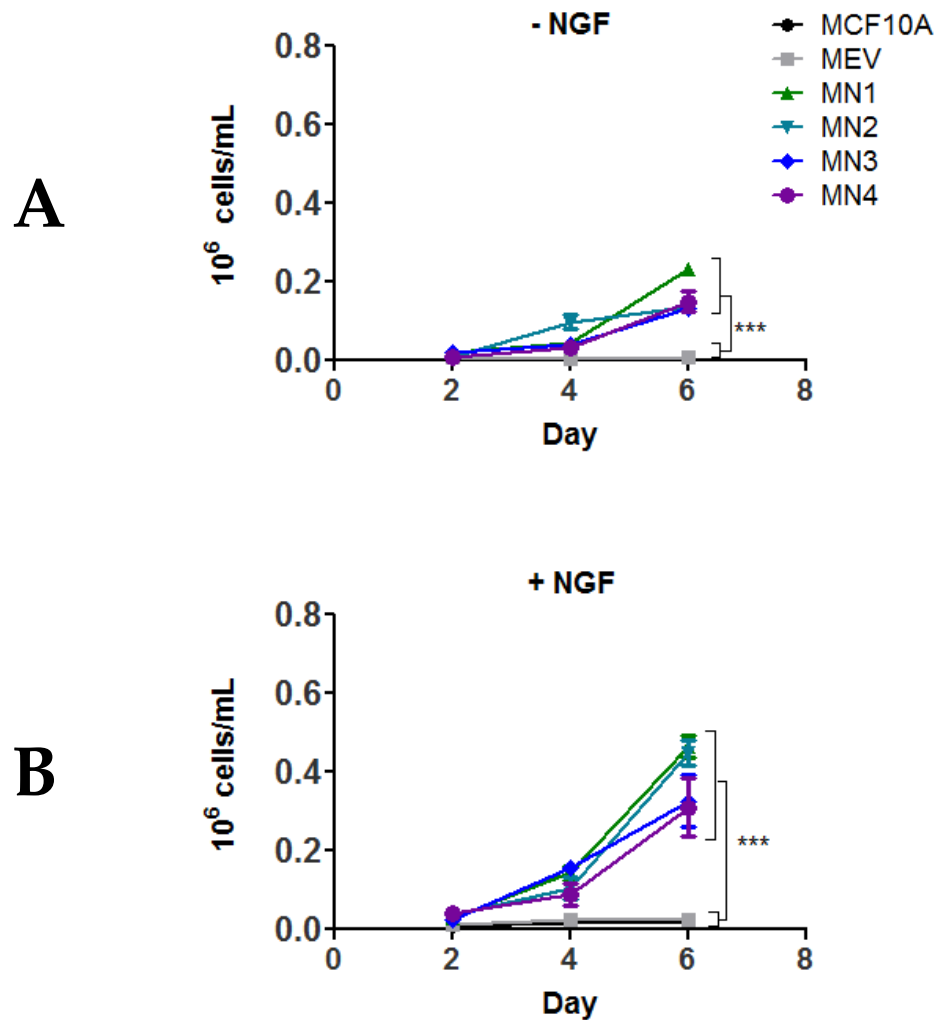 - NGF
MCF10A
MEV
MN1
MN2
MN3
MN4
A
10⁶ cells/mL
0.8
0.6
0.4
0.2
0.0
0 2 4 6 8
Day
***
+ NGF
B
10⁶ cells/mL
0.8
0.6
0.4
0.2
0.0
0 2 4 6 8
Day
***